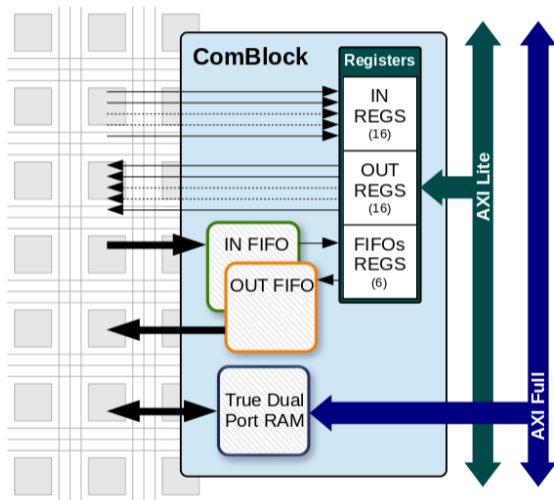 ComBlock
Registers
IN
REGS
(16)
OUT
REGS
(16)
FIFOs
REGS
(6)
IN FIFO
OUT FIFO
True Dual
Port RAM
AXI Lite
AXI Full